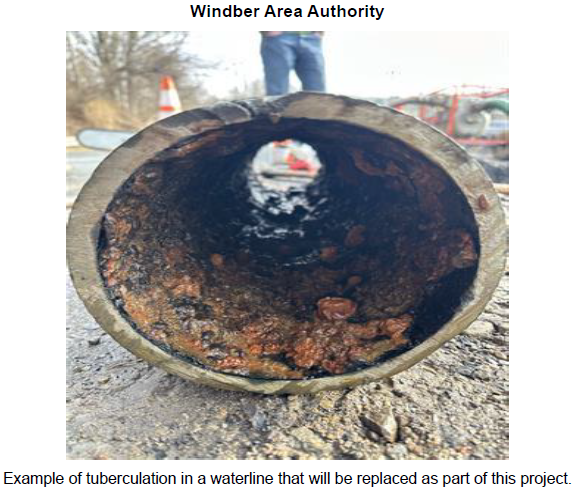 Windber Area Authority
Example of tuberculation in a waterline that will be replaced as part of this project.